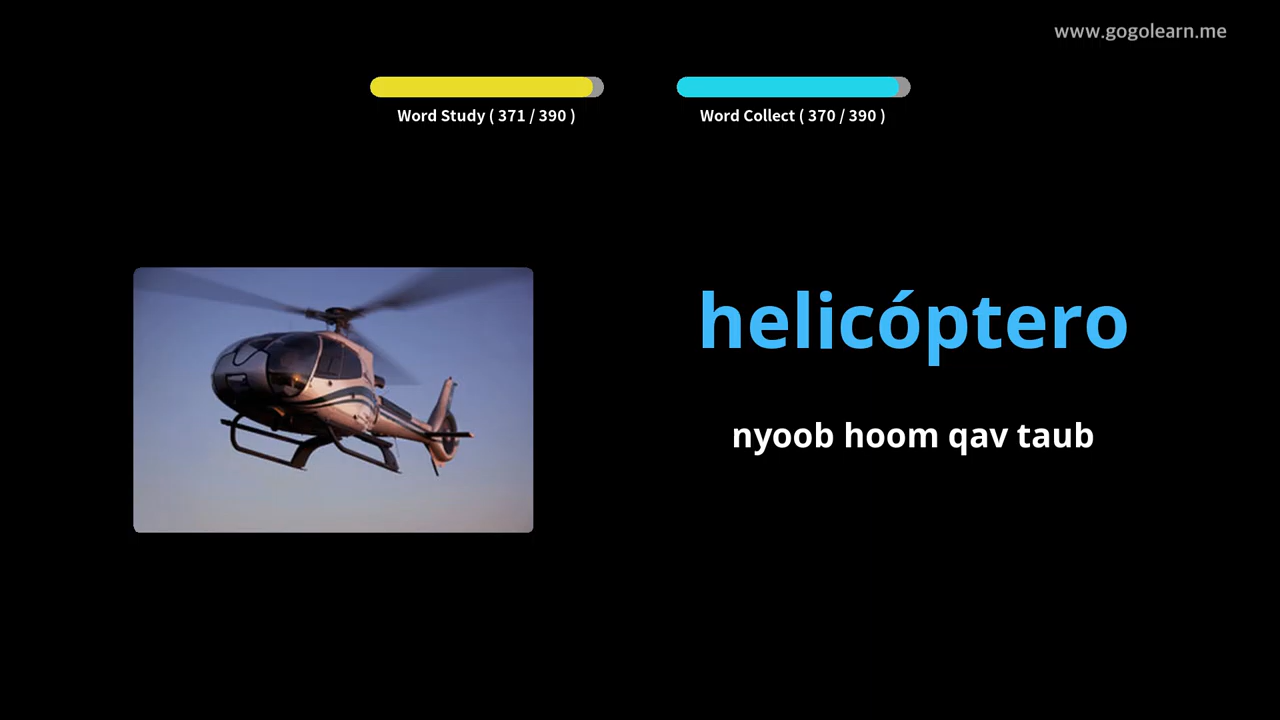 www.gogolearn.me
Word Study ( 371 / 390 )
Word Collect ( 370 / 390 )
helicóptero
nyoob hoom qav taub